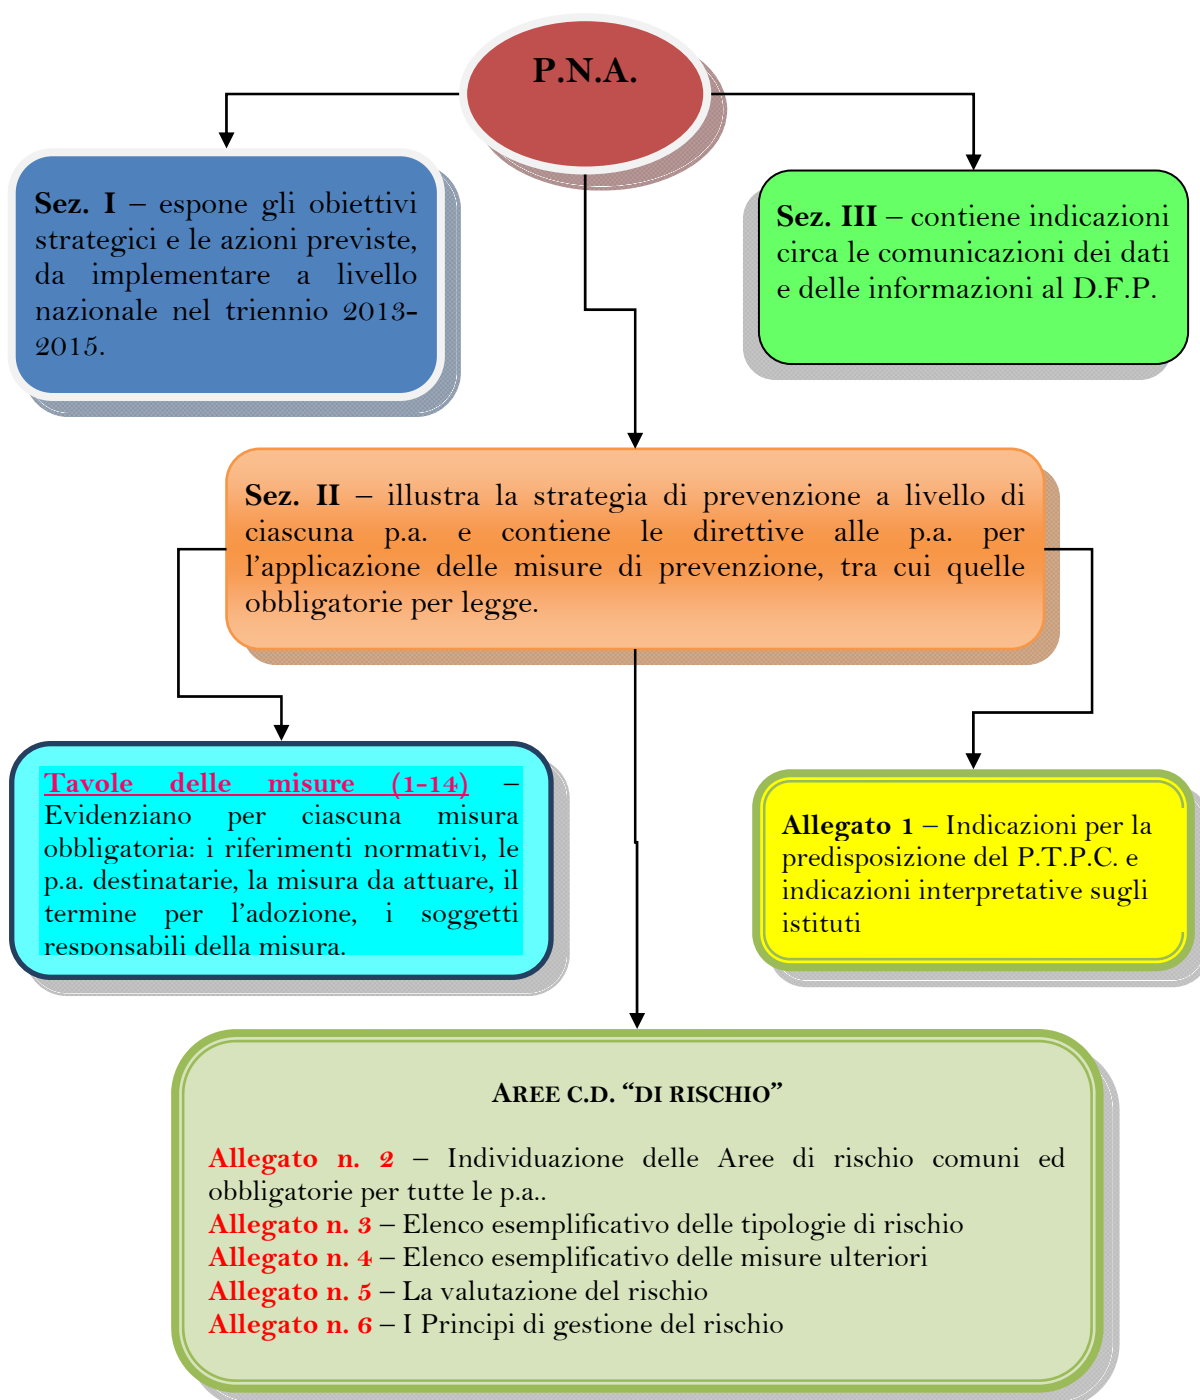 P.N.A.
Sez. I – espone gli obiettivi
strategici e le azioni previste,
da implementare a livello
nazionale nel triennio 2013-
2015.
Sez. III – contiene indicazioni
circa le comunicazioni dei dati
e delle informazioni al D.F.P.
Sez. II – illustra la strategia di prevenzione a livello di
ciascuna p.a. e contiene le direttive alle p.a. per
l’applicazione delle misure di prevenzione, tra cui quelle
obbligatorie per legge.
Tavole delle misure (1-14) –
Evidenziano per ciascuna misura
obbligatoria: i riferimenti normativi, le
p.a. destinatarie, la misura da attuare, il
termine per l’adozione, i soggetti
responsabili della misura.
Allegato 1 – Indicazioni per la
predisposizione del P.T.P.C. e
indicazioni interpretative sugli
istituti
AREE C.D. “DI RISCHIO”
Allegato n. 2 – Individuazione delle Aree di rischio comuni ed
obbligatorie per tutte le p.a..
Allegato n. 3 – Elenco esemplificativo delle tipologie di rischio
Allegato n. 4 – Elenco esemplificativo delle misure ulteriori
Allegato n. 5 – La valutazione del rischio
Allegato n. 6 – I Principi di gestione del rischio